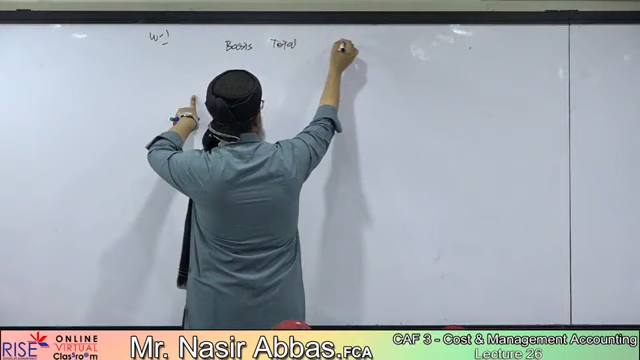 W-1
Basis Total
RISE
ONLINE
VIRTUAL
Classroom
Mr. Nasir Abbas.FCA
CAF 3 - Cost & Management Accounting
Lecture 26